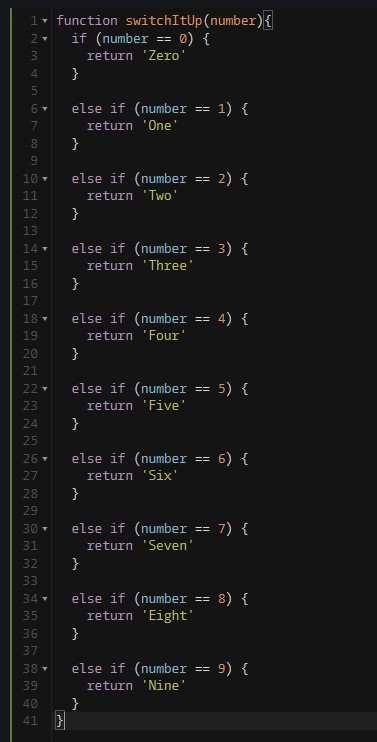 1 function switchItUp(number){
2   if (number == 0) {
3     return 'Zero'
4   }
5
6   else if (number == 1) {
7     return 'One'
8   }
9
10   else if (number == 2) {
11     return 'Two'
12   }
13
14   else if (number == 3) {
15     return 'Three'
16   }
17
18   else if (number == 4) {
19     return 'Four'
20   }
21
22   else if (number == 5) {
23     return 'Five'
24   }
25
26   else if (number == 6) {
27     return 'Six'
28   }
29
30   else if (number == 7) {
31     return 'Seven'
32   }
33
34   else if (number == 8) {
35     return 'Eight'
36   }
37
38   else if (number == 9) {
39     return 'Nine'
40   }
41 }